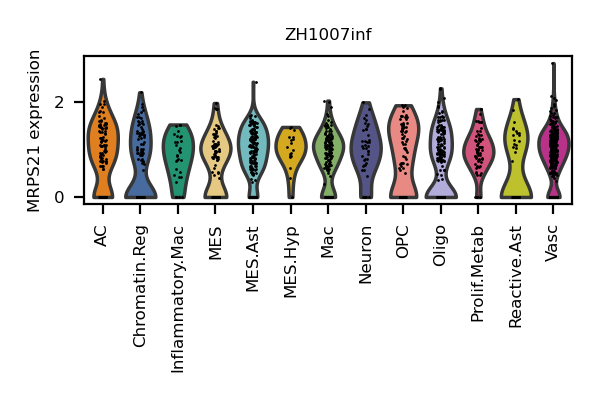 ZH1007inf
MRPS21 expression
2
0
AC
Chromatin.Reg
Inflammatory.Mac
MES
MES.Ast
MES.Hyp
Mac
Neuron
OPC
Oligo
Prolif.Metab
Reactive.Ast
Vasc